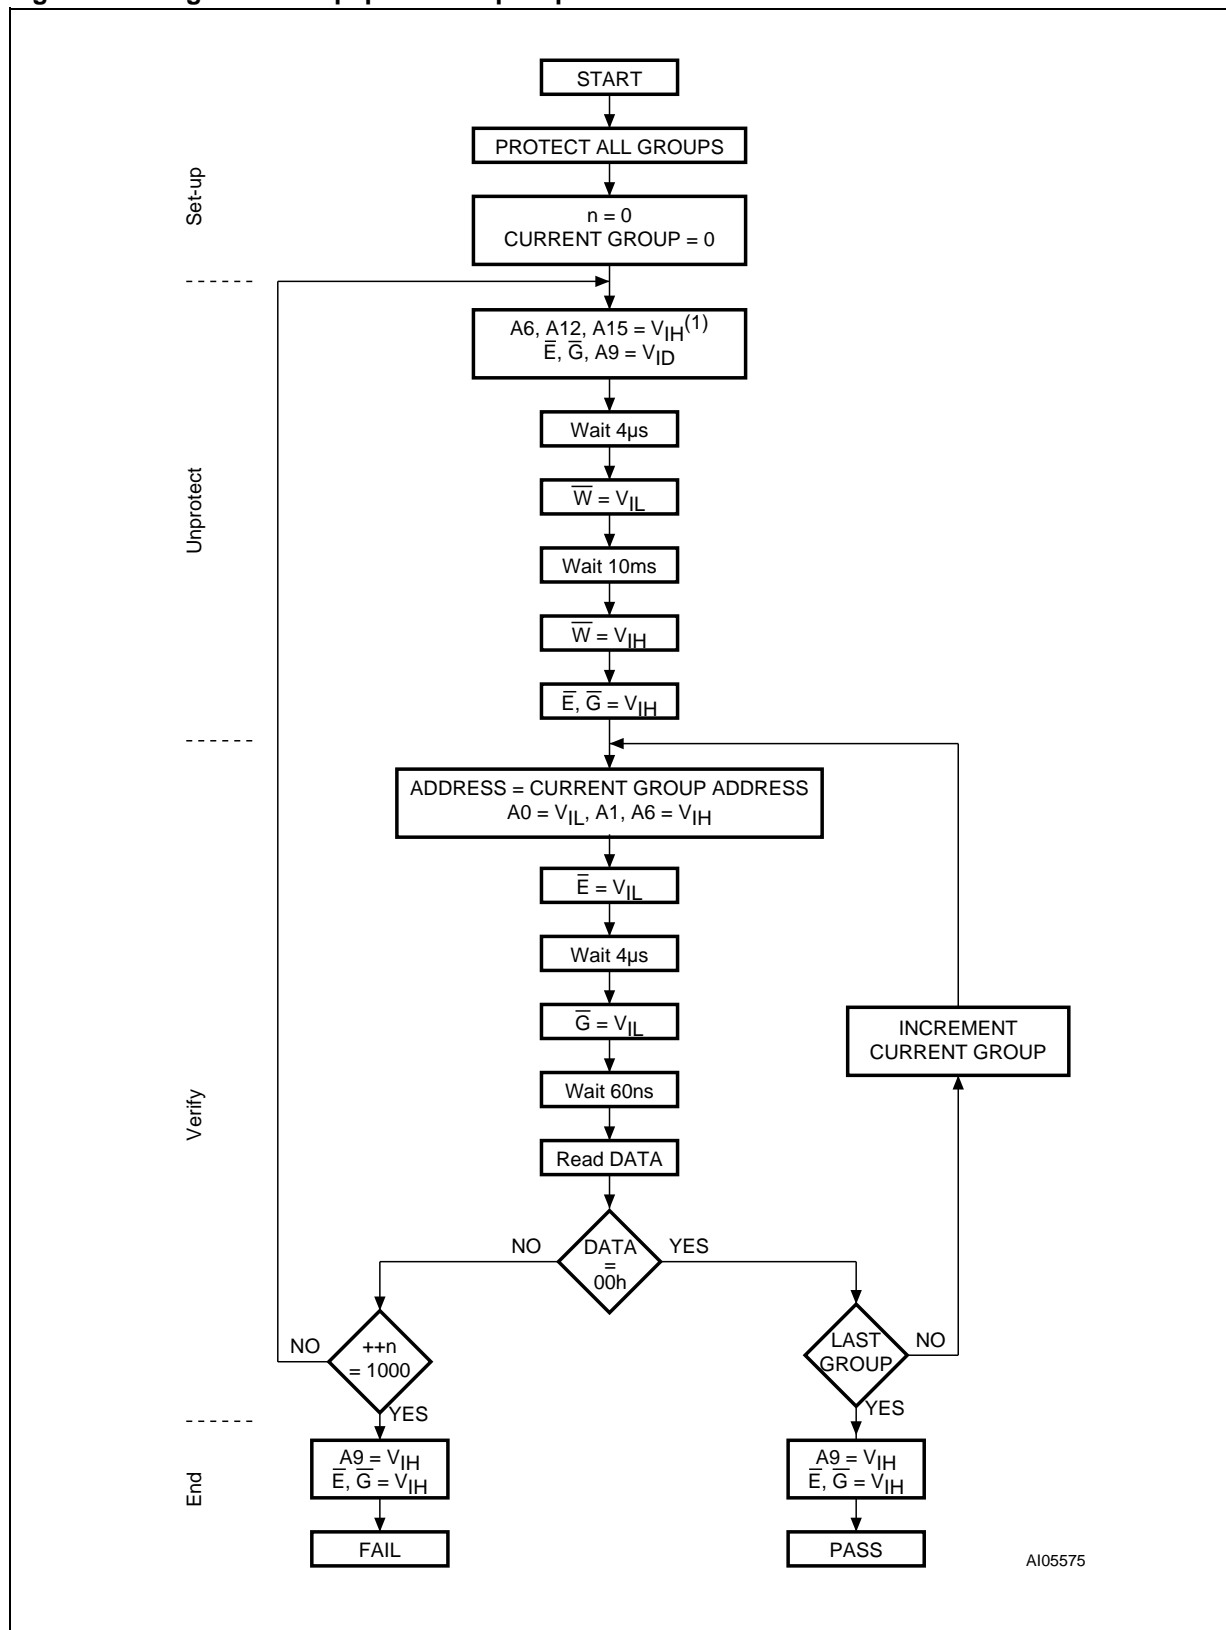 START
PROTECT ALL GROUPS
Set-up
n = 0
CURRENT GROUP = 0
A6, A12, A15 = VIH(1)
E̅, G̅, A9 = VID
Wait 4µs
Unprotect
W̅ = VIL
Wait 10ms
W̅ = VIH
E̅, G̅ = VIH
ADDRESS = CURRENT GROUP ADDRESS
A0 = VIL, A1, A6 = VIH
E̅ = VIL
Wait 4µs
G̅ = VIL
INCREMENT
CURRENT GROUP
Wait 60ns
Verify
Read DATA
NO
DATA
=
00h
YES
NO
++n
= 1000
YES
LAST
GROUP
NO
YES
End
A9 = VIH
E̅, G̅ = VIH
A9 = VIH
E̅, G̅ = VIH
FAIL
PASS
AI05575